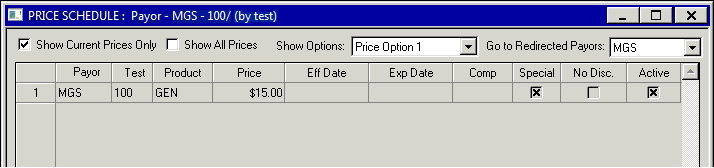 PRICE SCHEDULE : Payor - MGS - 100/ (by test)
Show Current Prices Only Show All Prices Show Options: Price Option 1 Go to Redirected Payors: MGS
Payor Test Product Price Eff Date Exp Date Comp Special No Disc. Active
1 MGS 100 GEN $15.00